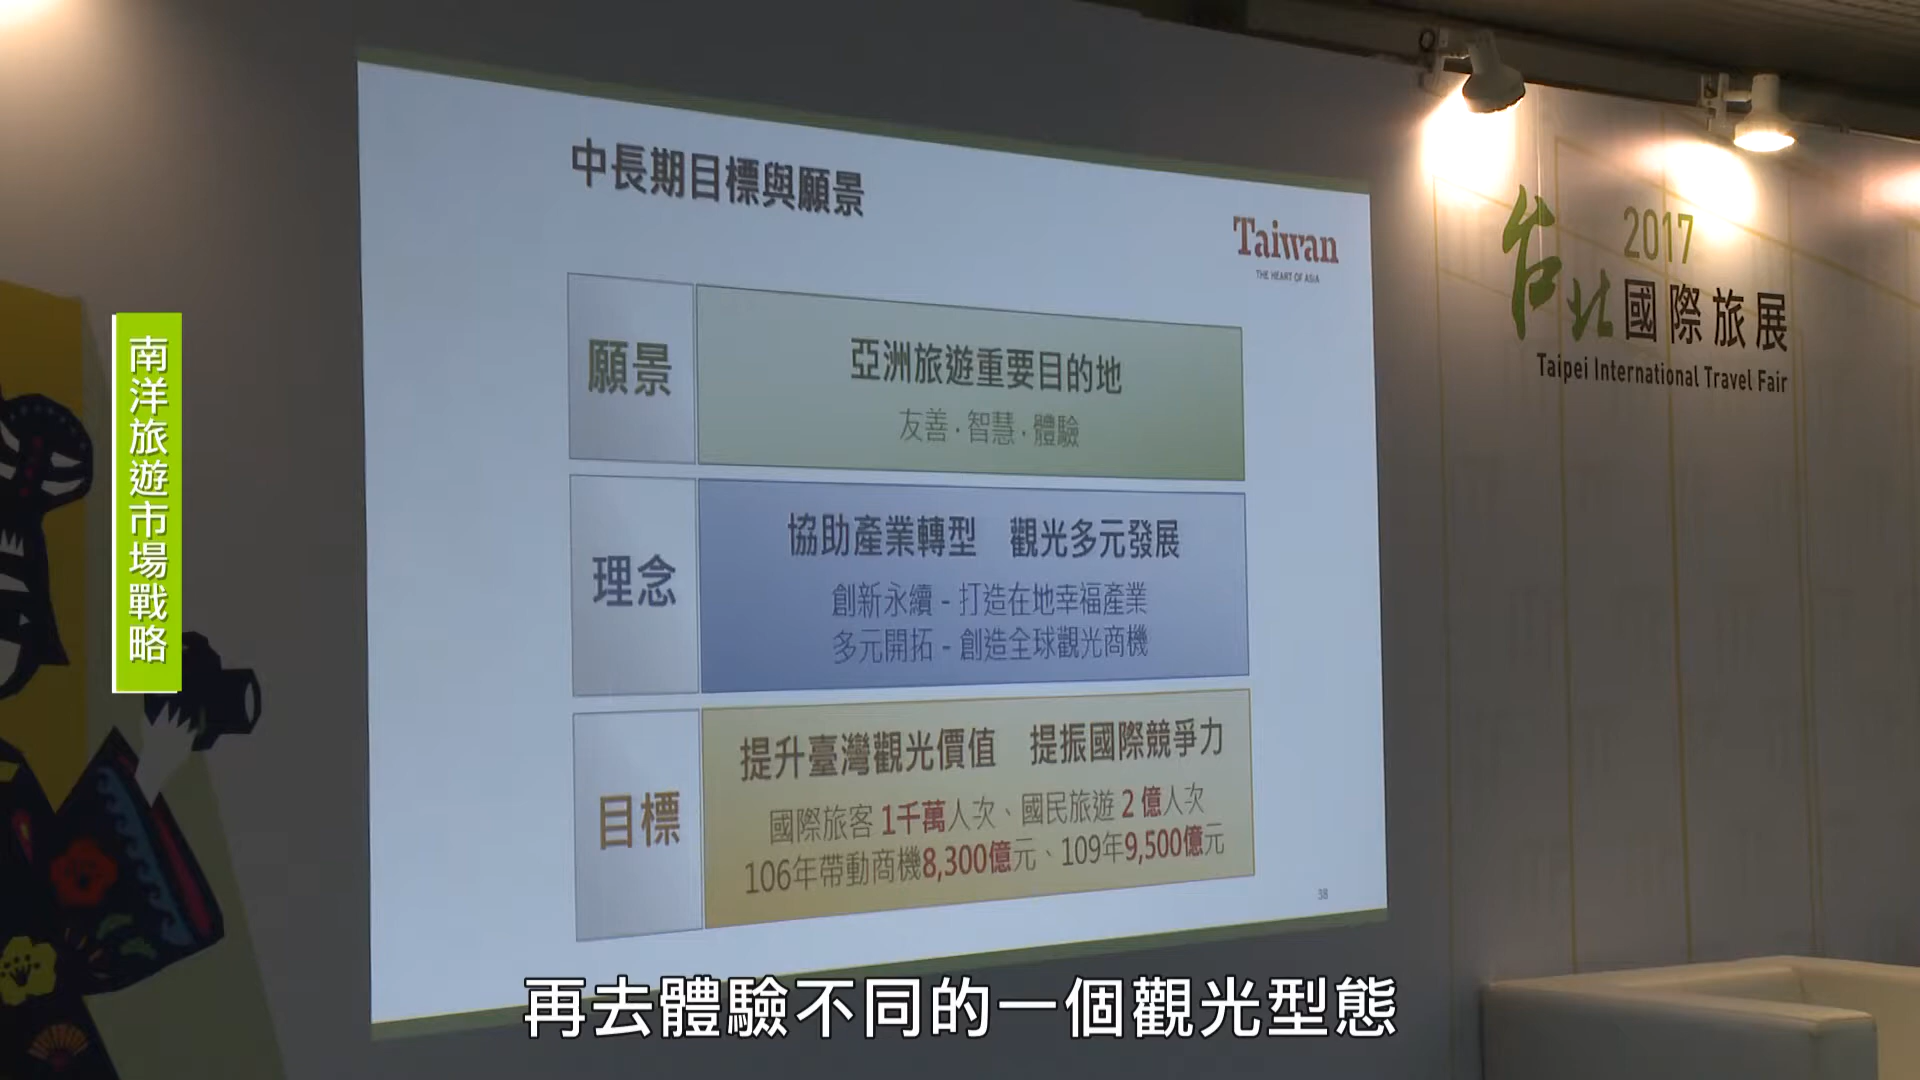 中長期目標與願景
Taiwan
THE HEART OF ASIA
願景
亞洲旅遊重要目的地
友善．智慧．體驗
理念
協助產業轉型　觀光多元發展
創新永續 - 打造在地幸福產業
多元開拓 - 創造全球觀光商機
目標
提升臺灣觀光價值　提振國際競爭力
國際旅客 1千萬人次、國民旅遊 2 億人次
106年帶動商機8,300億元、109年9,500億元
38
2017
台北國際旅展
Taipei International Travel Fair
南洋旅遊市場戰略
再去體驗不同的一個觀光型態